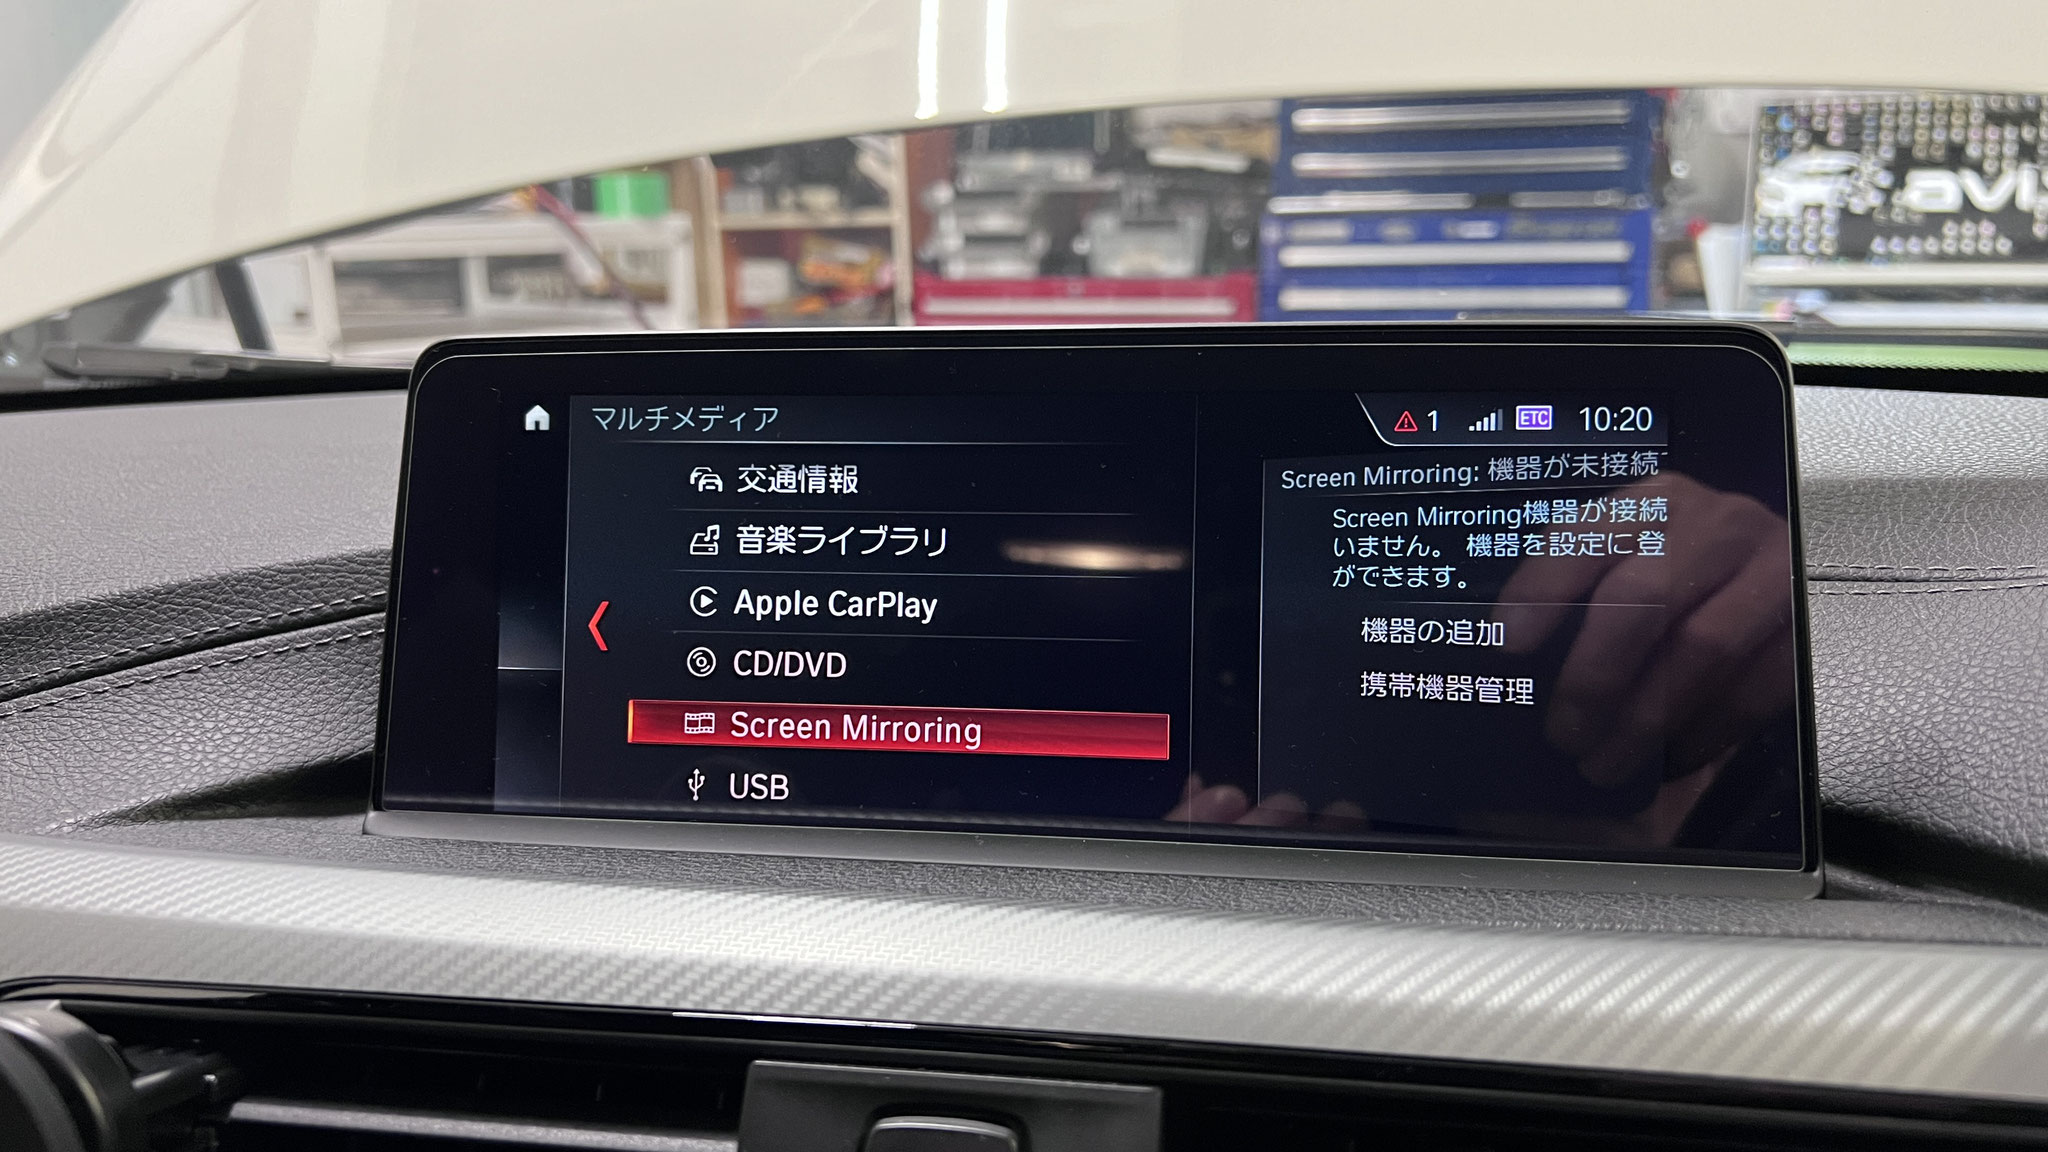 マルチメディア
1 ETC 10:20
交通情報
音楽ライブラリ
Apple CarPlay
CD/DVD
Screen Mirroring
USB
Screen Mirroring: 機器が未接続
Screen Mirroring機器が接続
いません。 機器を設定に登
ができます。
機器の追加
携帯機器管理
avi